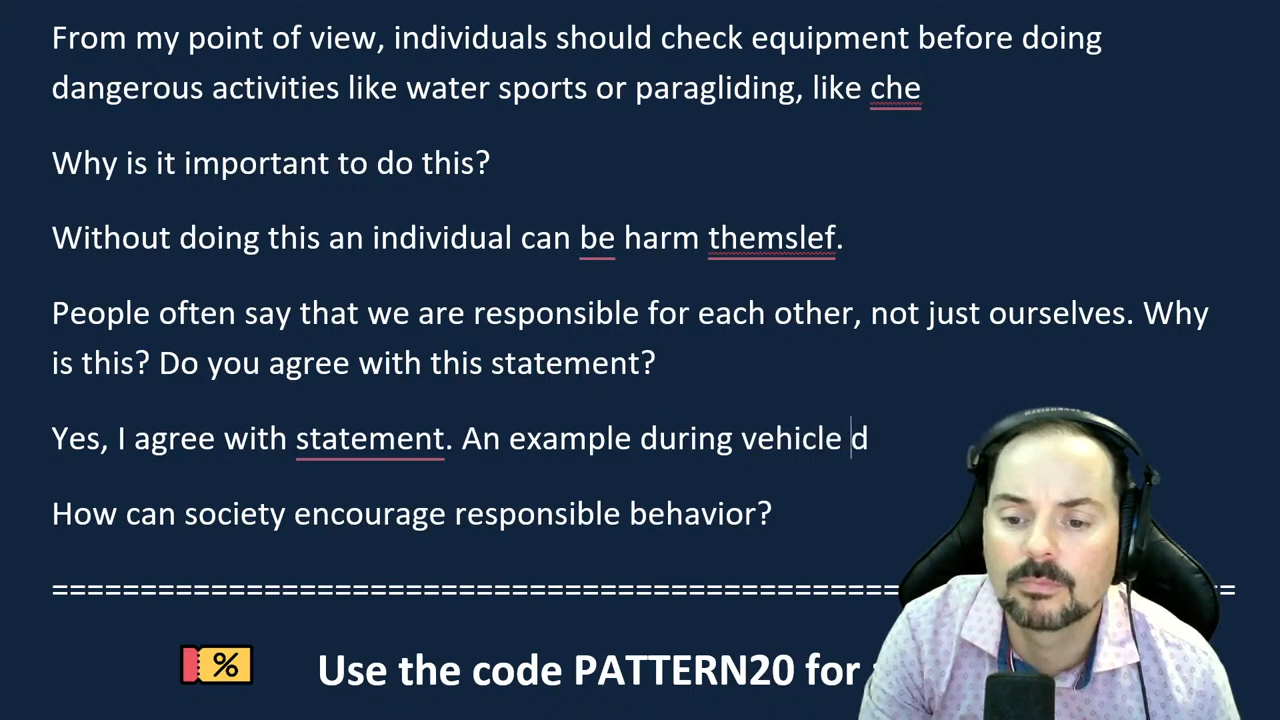 From my point of view, individuals should check equipment before doing
dangerous activities like water sports or paragliding, like che
Why is it important to do this?
Without doing this an individual can be harm themslef.
People often say that we are responsible for each other, not just ourselves. Why
is this? Do you agree with this statement?
Yes, I agree with statement. An example during vehicle d
How can society encourage responsible behavior?
=================================================
% Use the code PATTERN20 for